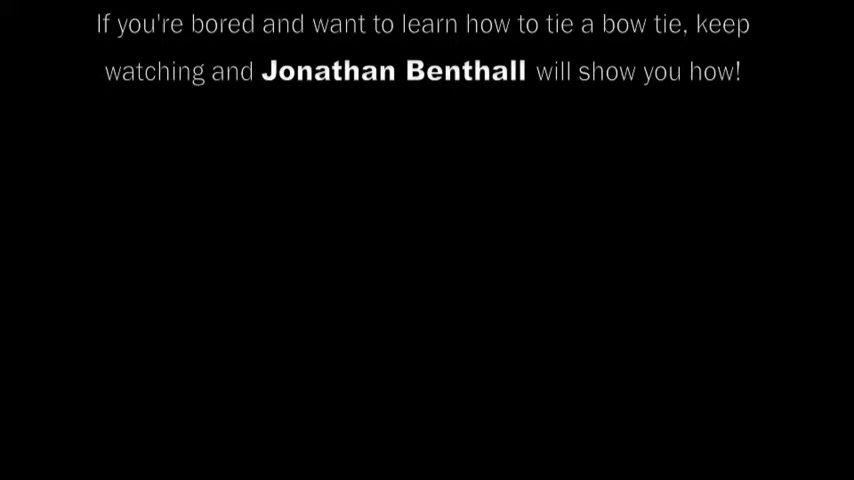 If you're bored and want to learn how to tie a bow tie, keep
watching and Jonathan Benthall will show you how!